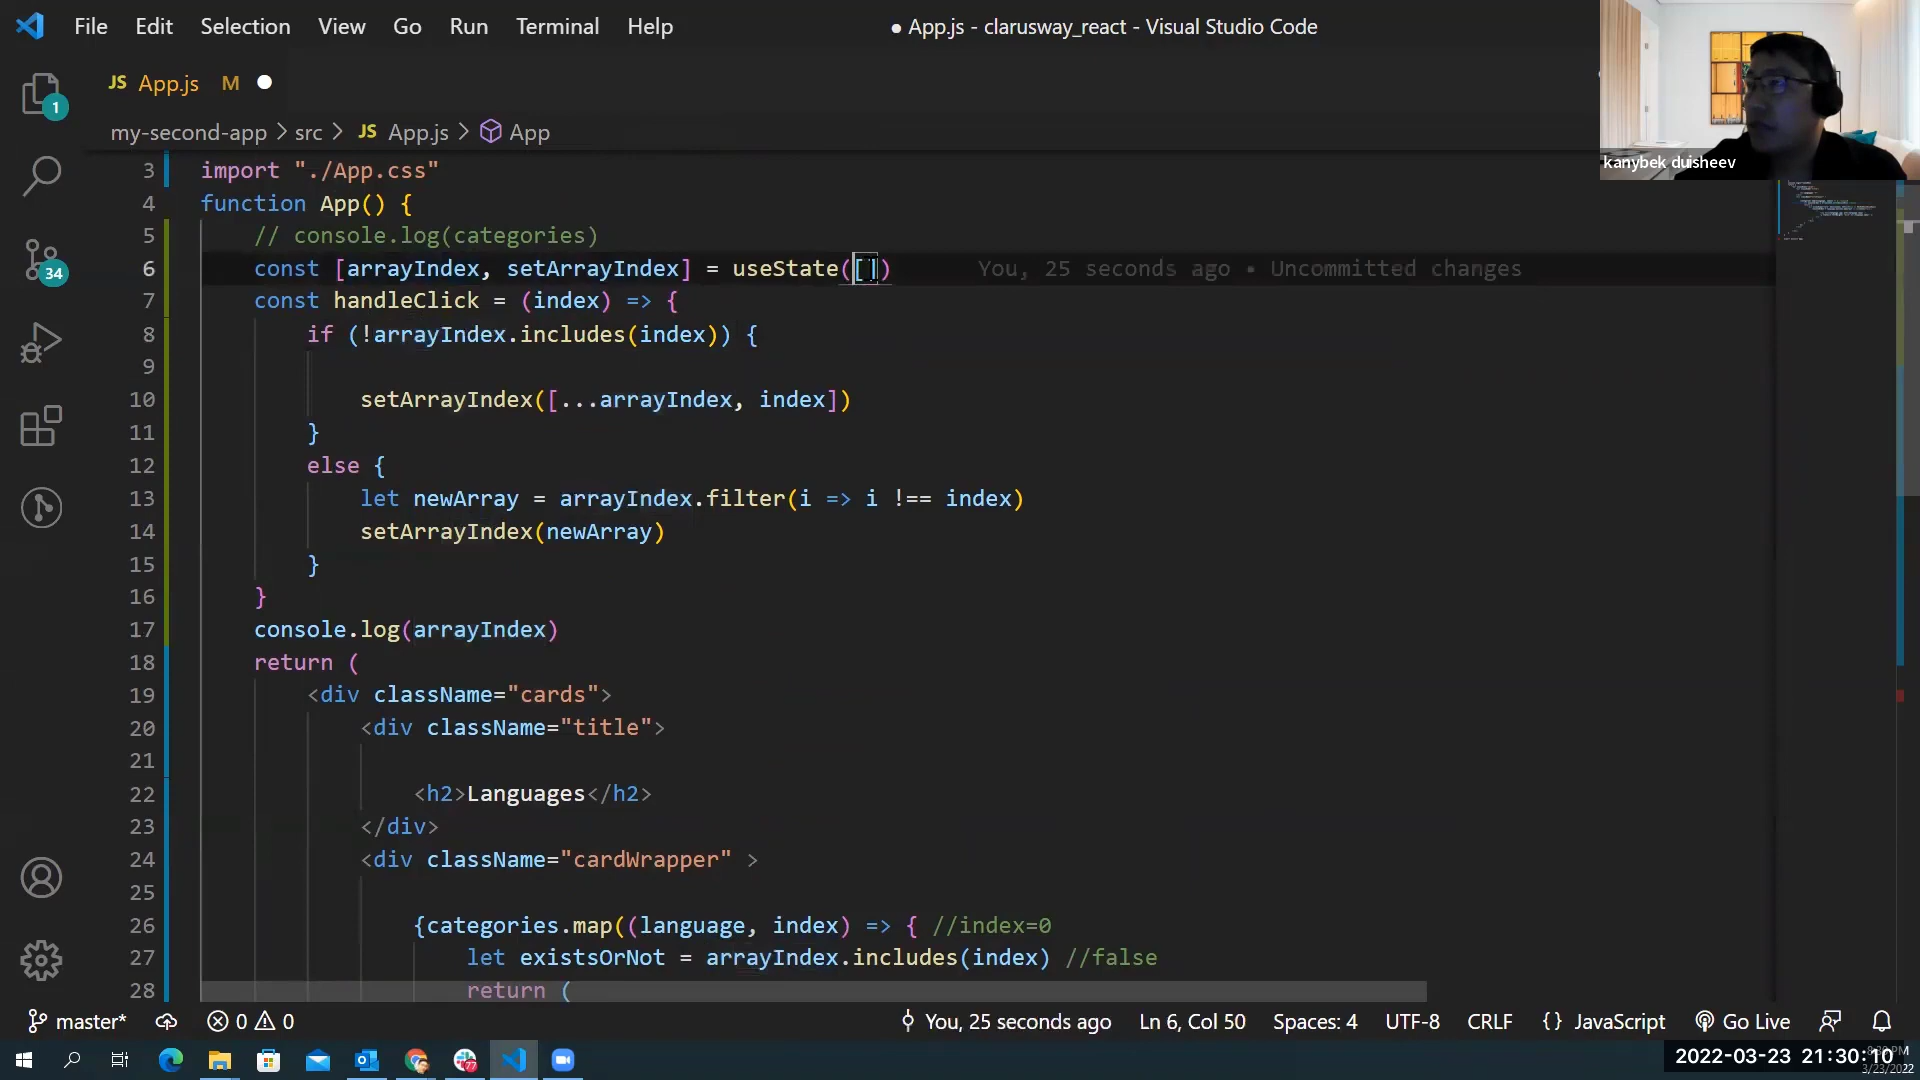 File Edit Selection View Go Run Terminal Help
● App.js - clarusway_react - Visual Studio Code
JS App.js M
my-second-app > src > JS App.js > App
kanybek duisheev
3 import "./App.css"
4 function App() {
5 // console.log(categories)
6 const [arrayIndex, setArrayIndex] = useState([]) You, 25 seconds ago • Uncommitted changes
7 const handleClick = (index) => {
8 if (!arrayIndex.includes(index)) {
9
10 setArrayIndex([...arrayIndex, index])
11 }
12 else {
13 let newArray = arrayIndex.filter(i => i !== index)
14 setArrayIndex(newArray)
15 }
16 }
17 console.log(arrayIndex)
18 return (
19 <div className="cards">
20 <div className="title">
21
22 <h2>Languages</h2>
23 </div>
24 <div className="cardWrapper" >
25
26 {categories.map((language, index) => { //index=0
27 let existsOrNot = arrayIndex.includes(index) //false
28 return (
1
34
master* 0 0 You, 25 seconds ago Ln 6, Col 50 Spaces: 4 UTF-8 CRLF {} JavaScript Go Live
77
2022-03-23 21:30:10
3/23/2022